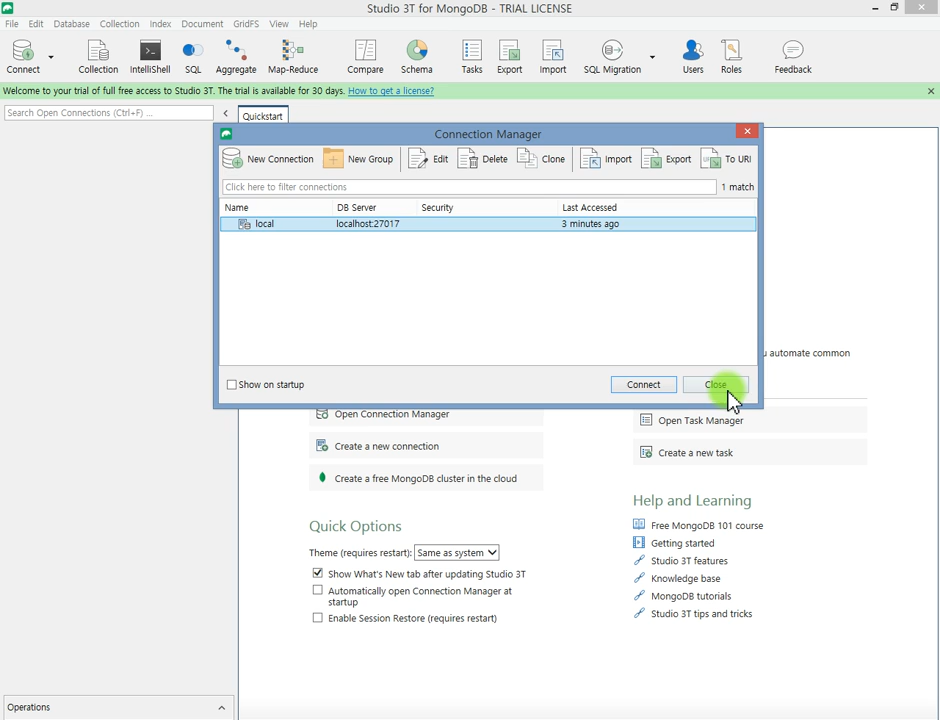 Studio 3T for MongoDB - TRIAL LICENSE
File Edit Database Collection Index Document GridFS View Help
Connect Collection IntelliShell SQL Aggregate Map-Reduce Compare Schema Tasks Export Import SQL Migration Users Roles Feedback
Welcome to your trial of full free access to Studio 3T. The trial is available for 30 days. How to get a license?
Search Open Connections (Ctrl+F) ...
Quickstart
Connection Manager
New Connection New Group Edit Delete Clone Import Export To URI
Click here to filter connections 1 match
Name DB Server Security Last Accessed
local localhost:27017 3 minutes ago
u automate common
Show on startup Connect Close
Open Connection Manager
Open Task Manager
Create a new connection
Create a new task
Create a free MongoDB cluster in the cloud
Help and Learning
Quick Options
Free MongoDB 101 course
Getting started
Theme (requires restart): Same as system
Studio 3T features
Show What's New tab after updating Studio 3T
Knowledge base
Automatically open Connection Manager at
startup
MongoDB tutorials
Studio 3T tips and tricks
Enable Session Restore (requires restart)
Operations